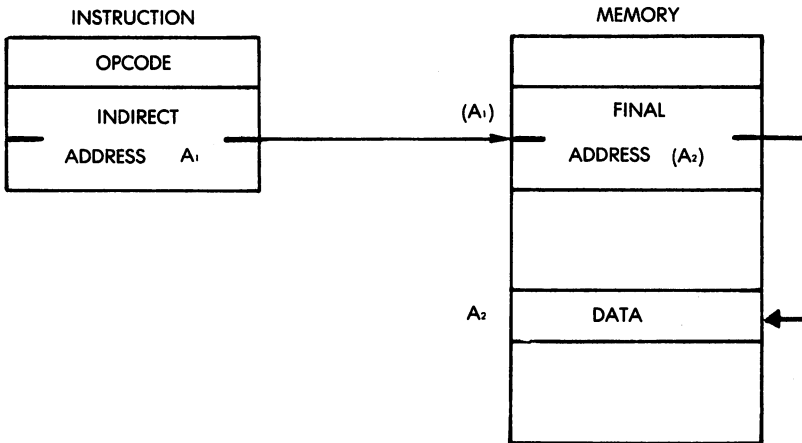 INSTRUCTION
OPCODE
INDIRECT
ADDRESS A₁
MEMORY
(A₁)
FINAL
ADDRESS (A₂)
A₂
DATA